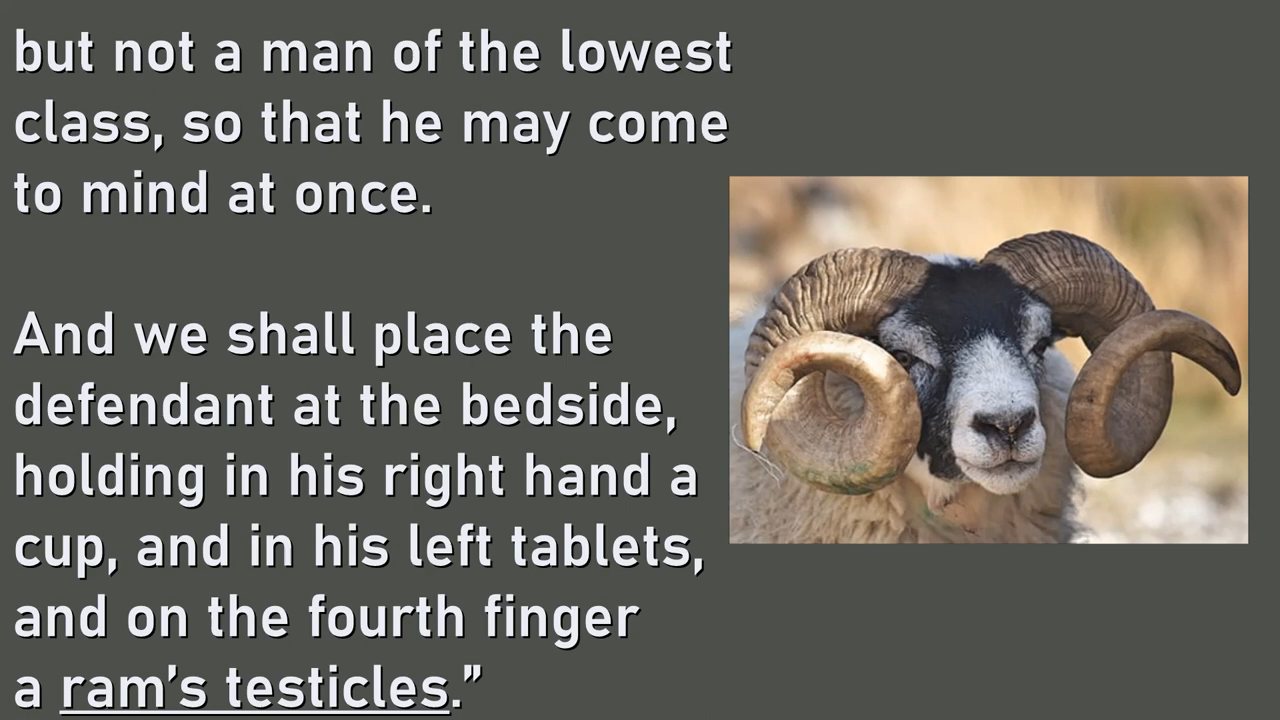 but not a man of the lowest
class, so that he may come
to mind at once.
And we shall place the
defendant at the bedside,
holding in his right hand a
cup, and in his left tablets,
and on the fourth finger
a ram’s testicles.”